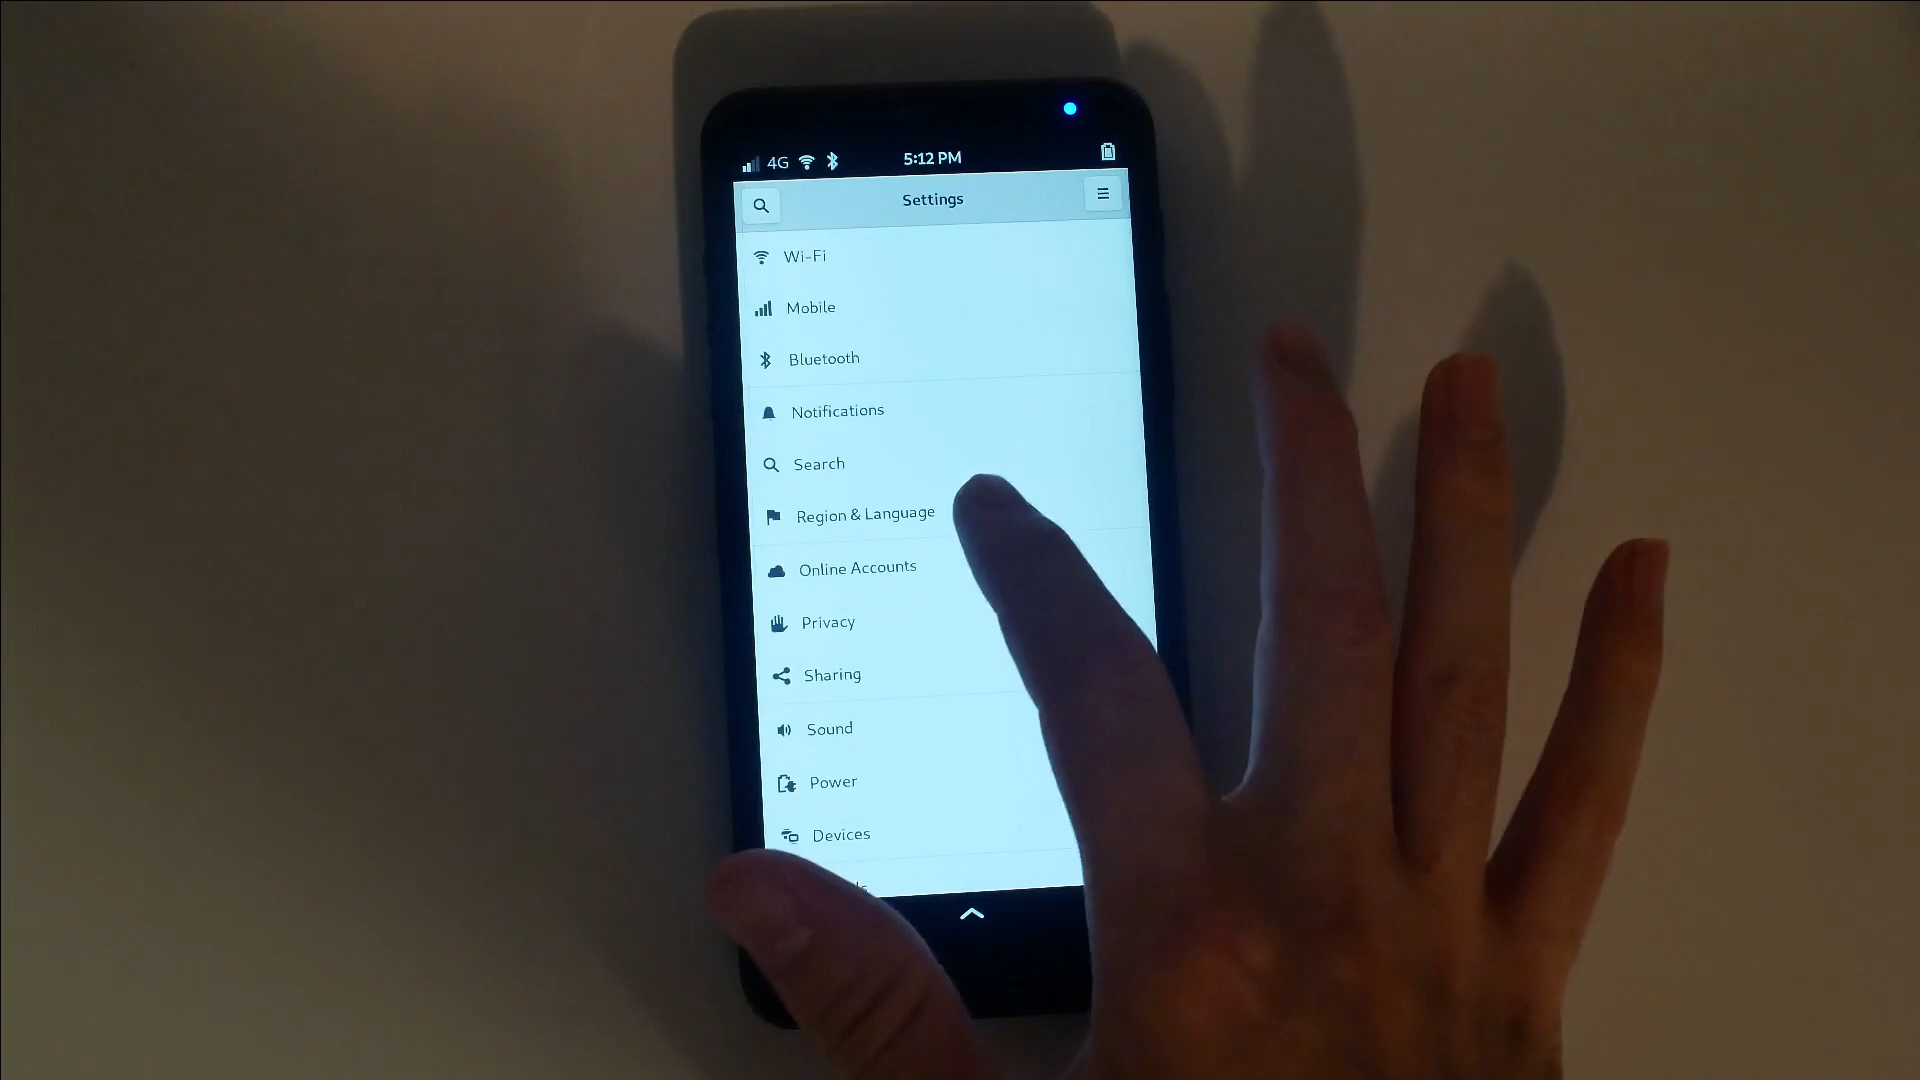 4G 5:12 PM
Settings
Wi-Fi
Mobile
Bluetooth
Notifications
Search
Region & Language
Online Accounts
Privacy
Sharing
Sound
Power
Devices